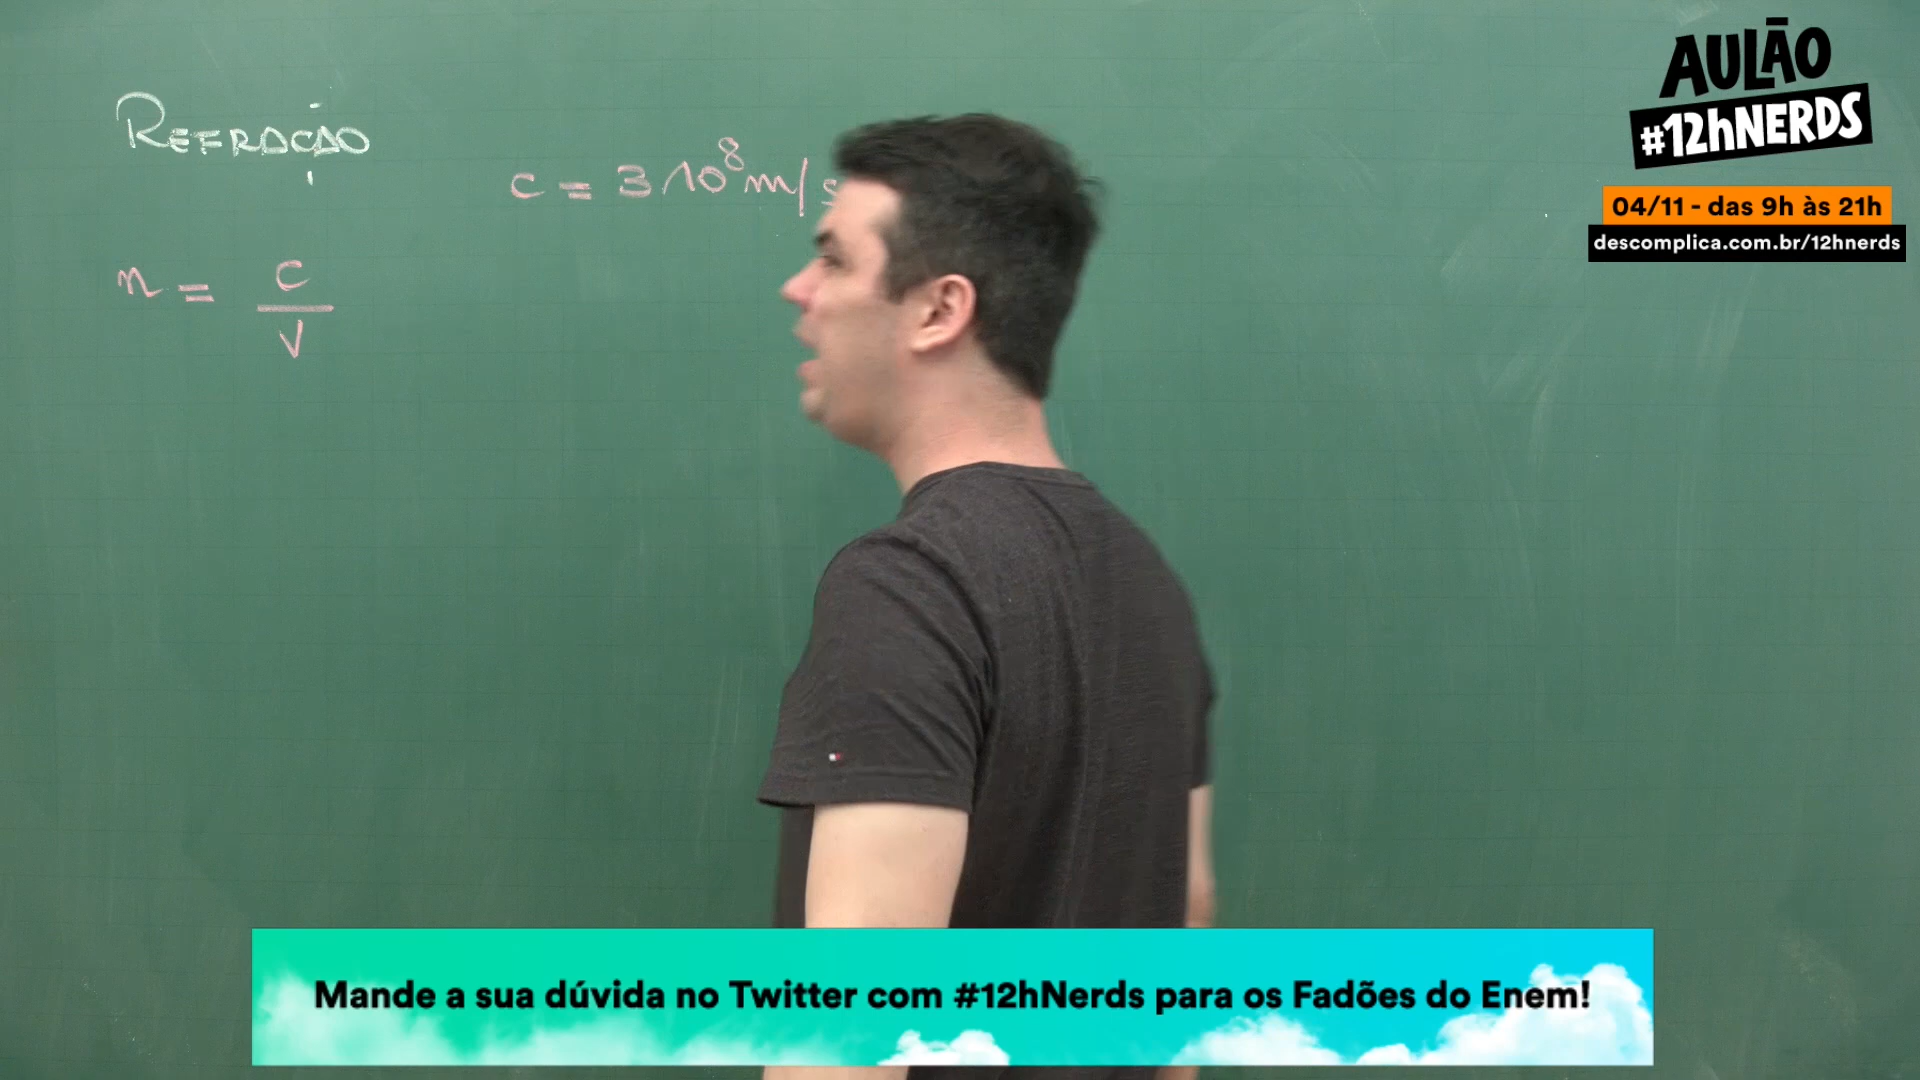 REFRAÇÃO
c = 3 10⁸ m/s
n = c
v
AULÃO
#12hNERDS
04/11 - das 9h às 21h
descomplica.com.br/12hnerds
Mande a sua dúvida no Twitter com #12hNerds para os Fadões do Enem!